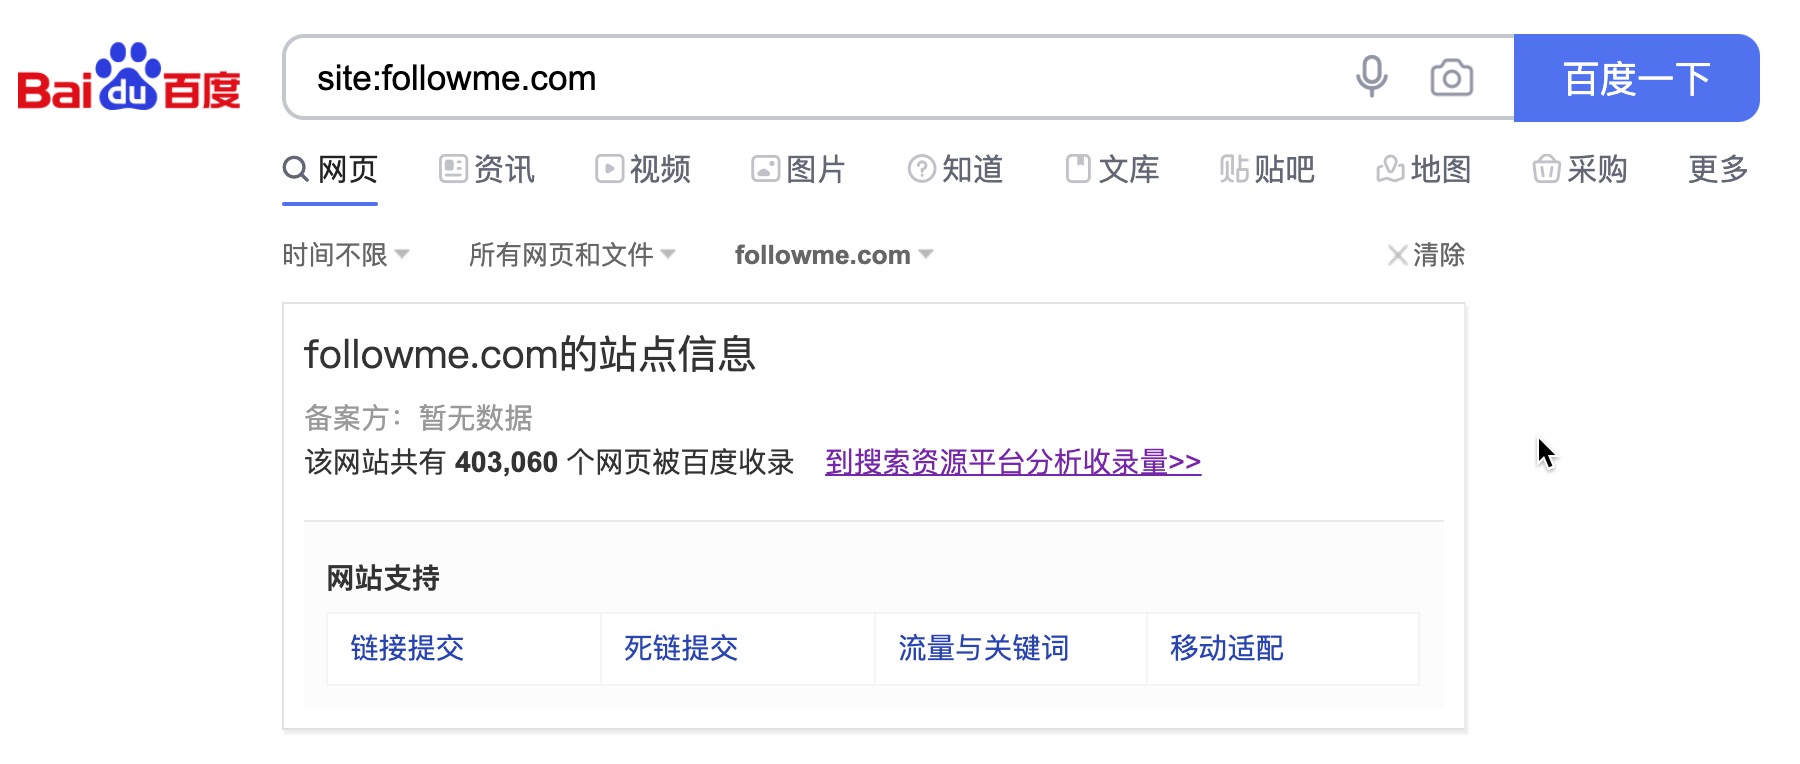 Bai du 百度
site:followme.com
百度一下
网页 资讯 视频 图片 知道 文库 贴 贴吧 地图 采购 更多
时间不限 所有网页和文件 followme.com 清除
followme.com的站点信息
备案方：暂无数据
该网站共有 403,060 个网页被百度收录 到搜索资源平台分析收录量>>
网站支持
链接提交 死链提交 流量与关键词 移动适配